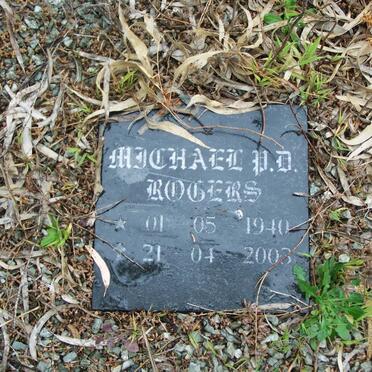 MICHAEL P.D.
ROGERS
★ 01 05 1940
21 04 2003